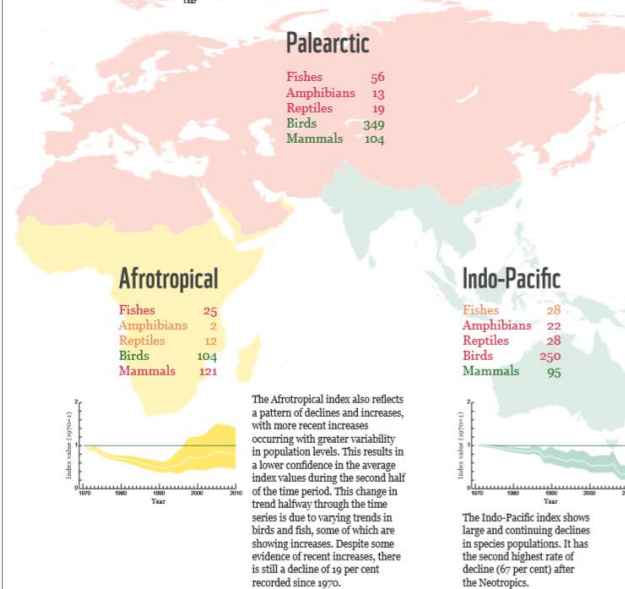 Year
Palearctic
Fishes 56
Amphibians 13
Reptiles 19
Birds 349
Mammals 104
Afrotropical
Fishes 25
Amphibians 2
Reptiles 12
Birds 104
Mammals 121
Indo-Pacific
Fishes 28
Amphibians 22
Reptiles 28
Birds 250
Mammals 95
Index value (1970=1)
2
1
0
1970 1980 1990 2000 2010
Year
The Afrotropical index also reflects
a pattern of declines and increases,
with more recent increases
occurring with greater variability
in population levels. This results in
a lower confidence in the average
index values during the second half
of the time period. This change in
trend halfway through the time
series is due to varying trends in
birds and fish, some of which are
showing increases. Despite some
evidence of recent increases, there
is still a decline of 19 per cent
recorded since 1970.
Index value (1970=1)
2
1
0
1970 1980 1990 2000
Year
The Indo-Pacific index shows
large and continuing declines
in species populations. It has
the second highest rate of
decline (67 per cent) after
the Neotropics.